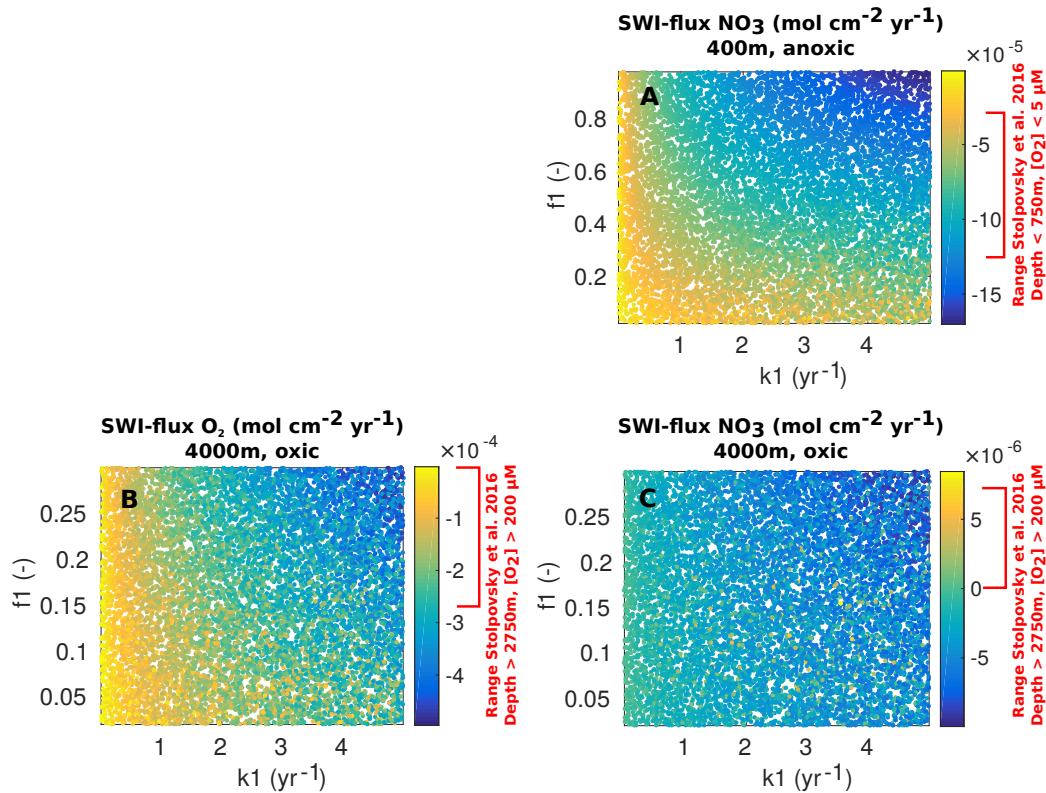 SWI-flux NO3 (mol cm-2 yr-1)
400m, anoxic
×10-5
A
0.8
0.6
0.4
0.2
f1 (-)
1 2 3 4
k1 (yr-1)
-5
-10
-15
Range Stolpovsky et al. 2016
Depth < 750m, [O2] < 5 µM
SWI-flux O2 (mol cm-2 yr-1)
4000m, oxic
×10-4
B
0.25
0.2
0.15
0.1
0.05
f1 (-)
1 2 3 4
k1 (yr-1)
-1
-2
-3
-4
Range Stolpovsky et al. 2016
Depth > 2750m, [O2] > 200 µM
SWI-flux NO3 (mol cm-2 yr-1)
4000m, oxic
×10-6
C
0.25
0.2
0.15
0.1
0.05
f1 (-)
1 2 3 4
k1 (yr-1)
5
0
-5
Range Stolpovsky et al. 2016
Depth > 2750m, [O2] > 200 µM